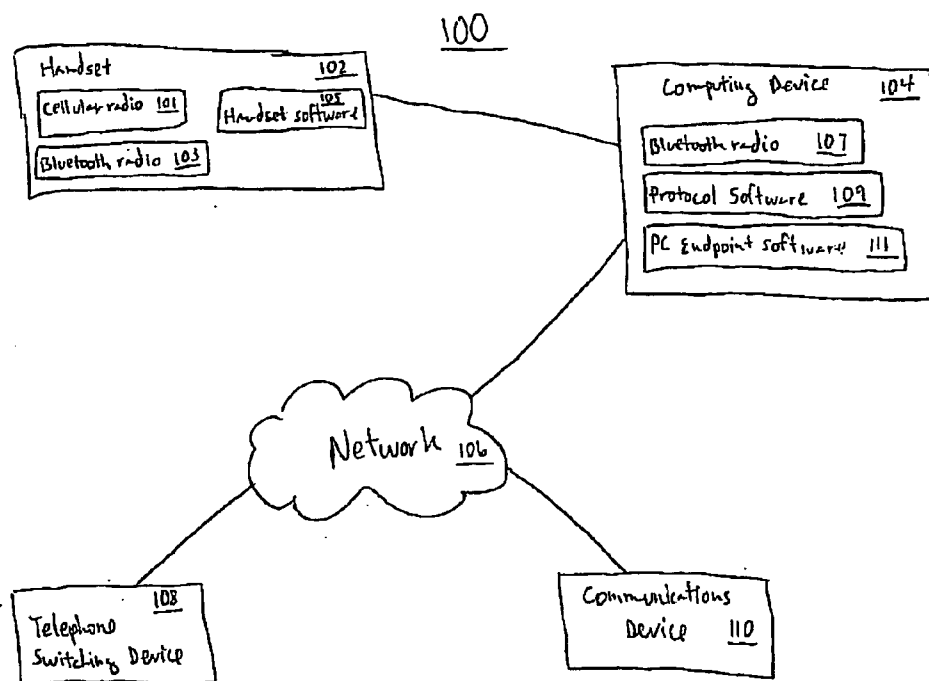 100
Handset 102
Cellular radio 101
105
Handset software
Bluetooth radio 103
Computing Device 104
Bluetooth radio 107
Protocol Software 109
PC Endpoint software 111
Network 106
108
Telephone
Switching Device
Communications
Device 110